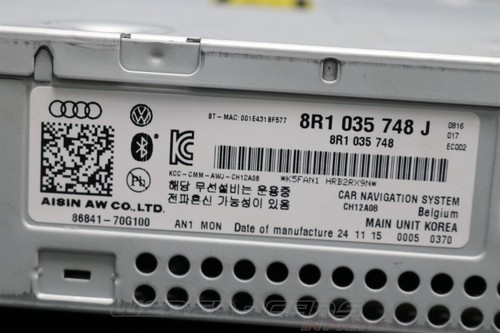 BT-MAC: 001E431BF577
8R1 035 748 J
8R1 035 748
0816
017
EC002
KCC-CMM-AWJ-CH12A08
*K5FAN1 HRB2RX9N*
해당 무선설비는 운용중
전파혼신 가능성이 있음
CAR NAVIGATION SYSTEM
CH12A08
Belgium
AISIN AW CO.,LTD.
86841-70G100
MAIN UNIT KOREA
AN1 MON Date of manufacture 24 11 15 0005 0370